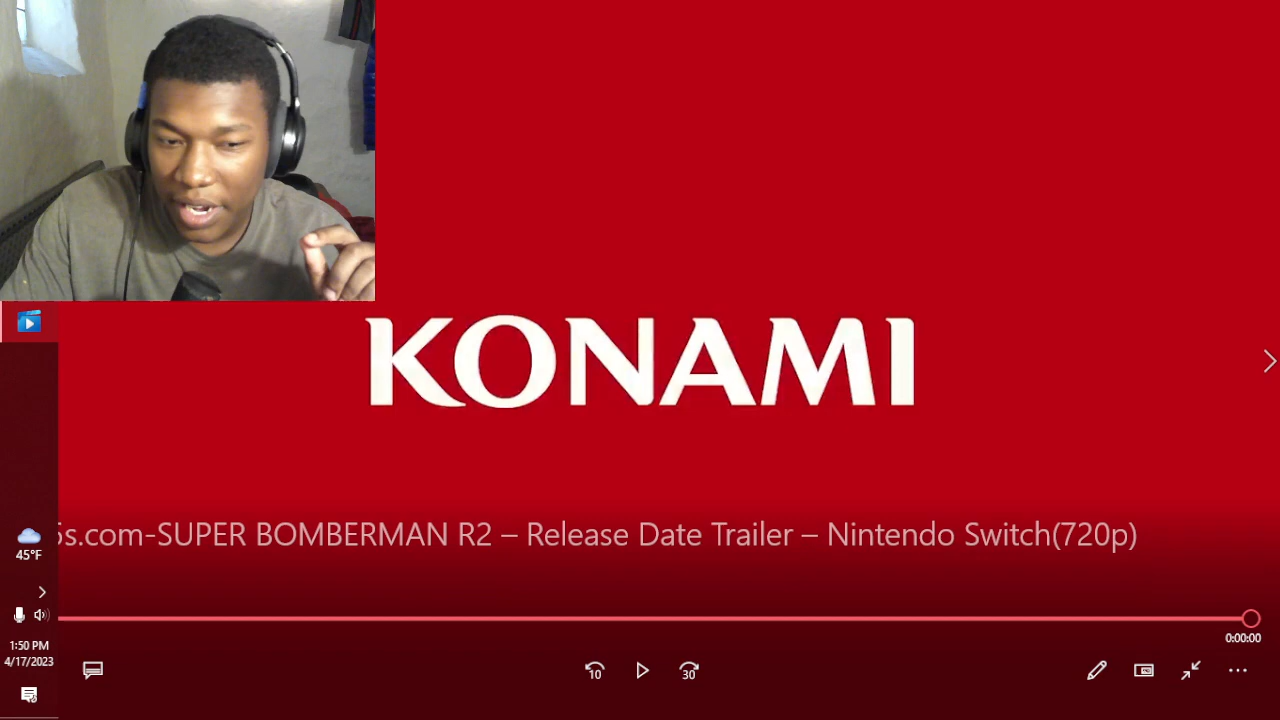 KONAMI
5s.com-SUPER BOMBERMAN R2 – Release Date Trailer – Nintendo Switch(720p)
45°F
0:00:00
1:50 PM
4/17/2023
10
30